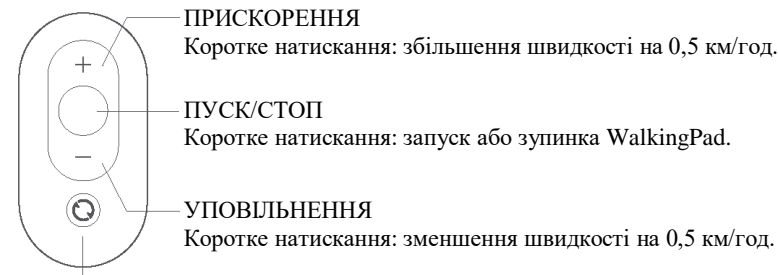 ПРИСКОРЕННЯ
Коротке натискання: збільшення швидкості на 0,5 км/год.
ПУСК/СТОП
Коротке натискання: запуск або зупинка WalkingPad.
УПОВІЛЬНЕННЯ
Коротке натискання: зменшення швидкості на 0,5 км/год.